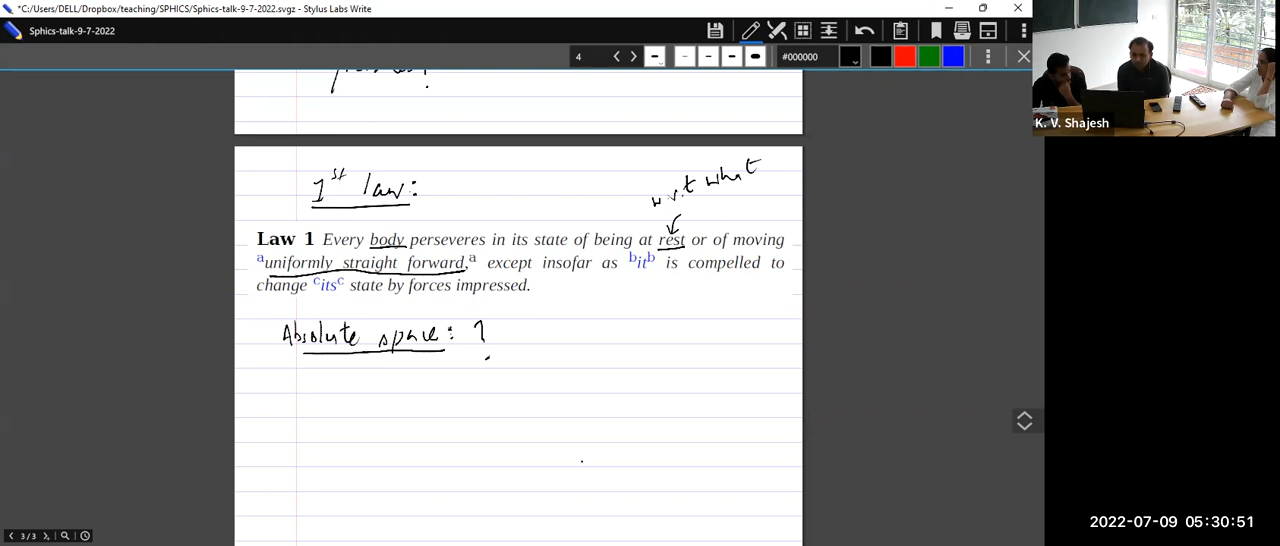 *C:/Users/DELL/Dropbox/teaching/SPHICS/Sphics-talk-9-7-2022.svgz - Stylus Labs Write
Sphics-talk-9-7-2022
4
#000000
K. V. Shajesh
1st law:
w.r.t what
Law 1 Every body perseveres in its state of being at rest or of moving
auniformly straight forward,a except insofar as bitb is compelled to
change citsc state by forces impressed.
Absolute space: ?
3/3
2022-07-09 05:30:51